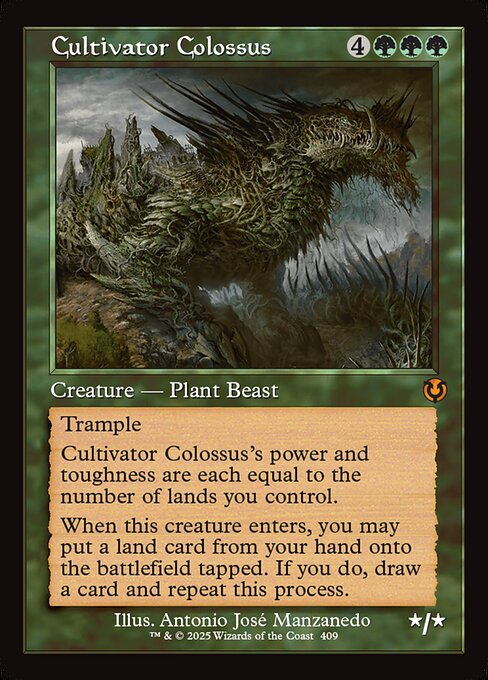 Cultivator Colossus 4
Creature — Plant Beast
Trample
Cultivator Colossus's power and
toughness are each equal to the
number of lands you control.
When this creature enters, you may
put a land card from your hand onto
the battlefield tapped. If you do, draw
a card and repeat this process.
Illus. Antonio José Manzanedo
™ & © 2025 Wizards of the Coast 409
★/★